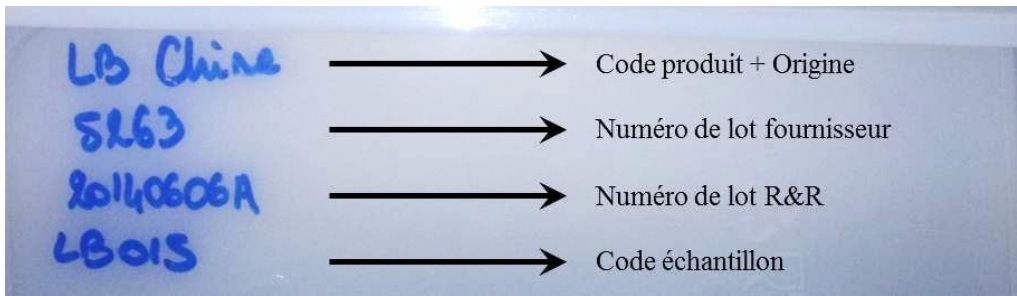 LB Chine Code produit + Origine
5263 Numéro de lot fournisseur
20140606A Numéro de lot R&R
LB015 Code échantillon